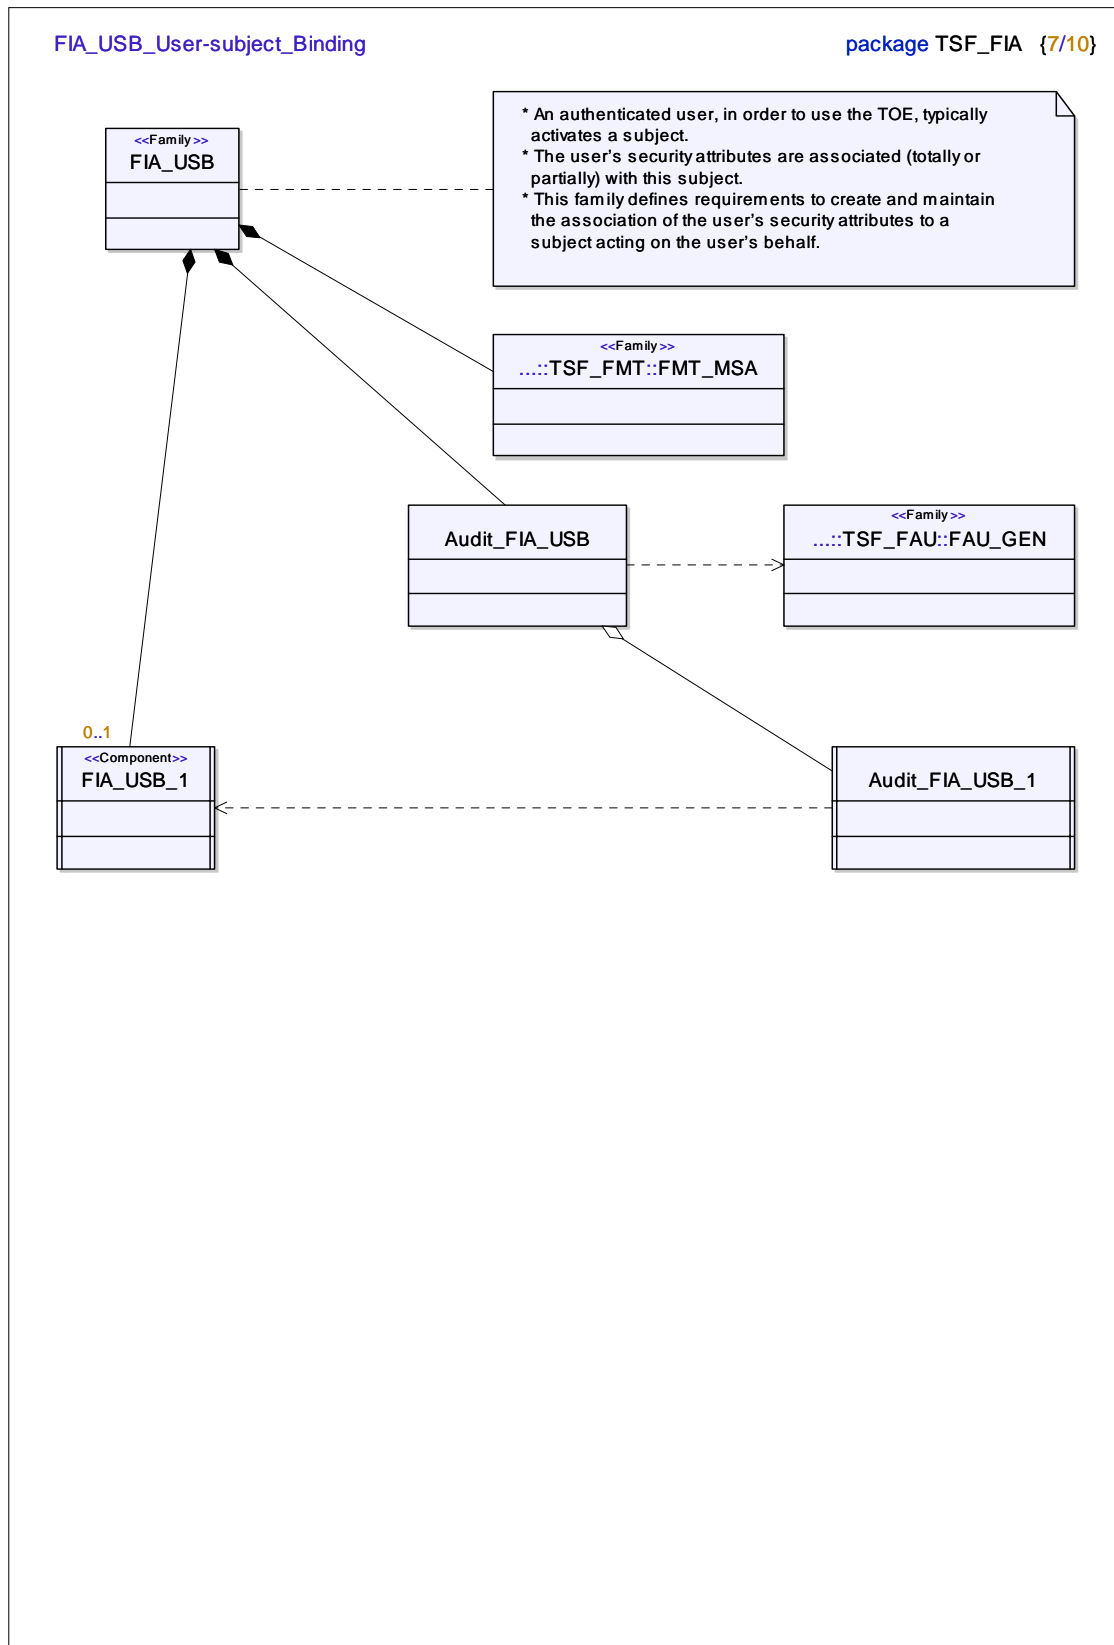 FIA_USB_User-subject_Binding
package TSF_FIA {7/10}
* An authenticated user, in order to use the TOE, typically
activates a subject.
* The user's security attributes are associated (totally or
partially) with this subject.
* This family defines requirements to create and maintain
the association of the user's security attributes to a
subject acting on the user's behalf.
<<Family>>
FIA_USB
<<Family>>
...::TSF_FMT::FMT_MSA
Audit_FIA_USB
<<Family>>
...::TSF_FAU::FAU_GEN
0..1
<<Component>>
FIA_USB_1
Audit_FIA_USB_1